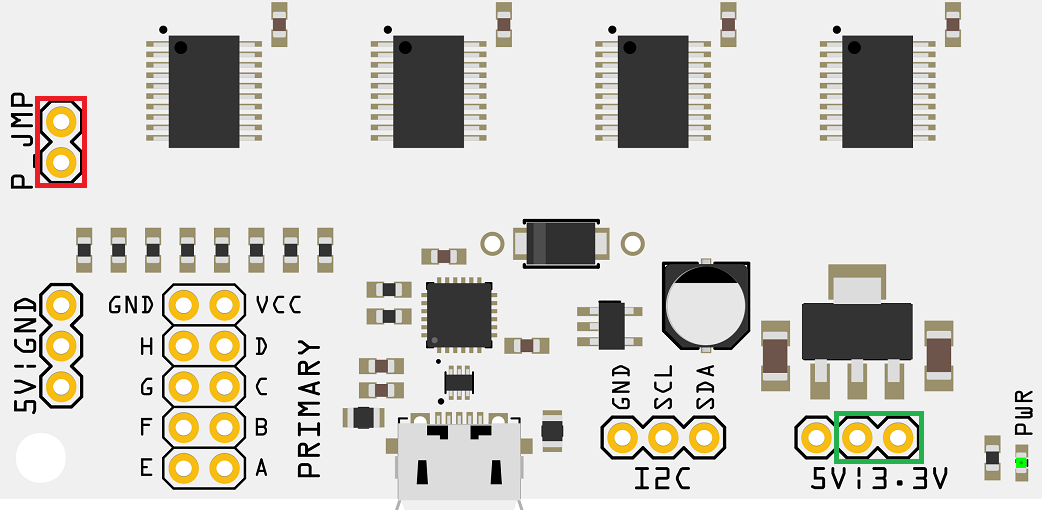 P_JMP
5V¦GND
GND VCC
H D
G C
F B
E A
PRIMARY
GND SCL SDA
I2C
5V¦3.3V
PWR